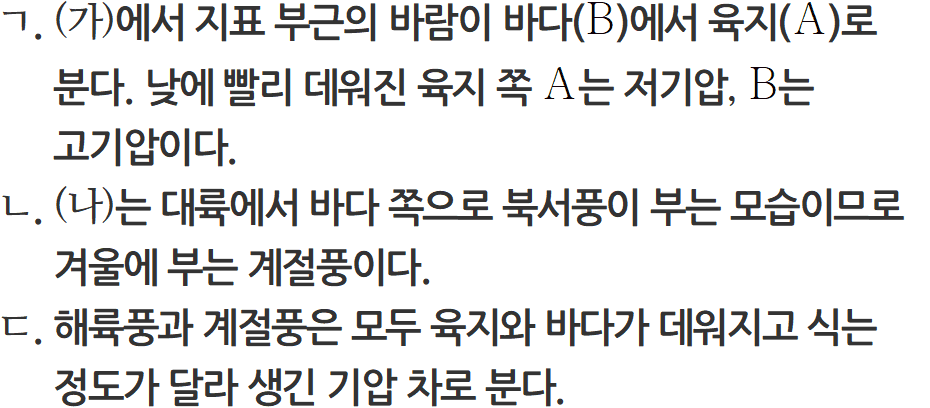 ㄱ. (가)에서 지표 부근의 바람이 바다(B)에서 육지(A)로
분다. 낮에 빨리 데워진 육지 쪽 A는 저기압, B는
고기압이다.
ㄴ. (나)는 대륙에서 바다 쪽으로 북서풍이 부는 모습이므로
겨울에 부는 계절풍이다.
ㄷ. 해륙풍과 계절풍은 모두 육지와 바다가 데워지고 식는
정도가 달라 생긴 기압 차로 분다.